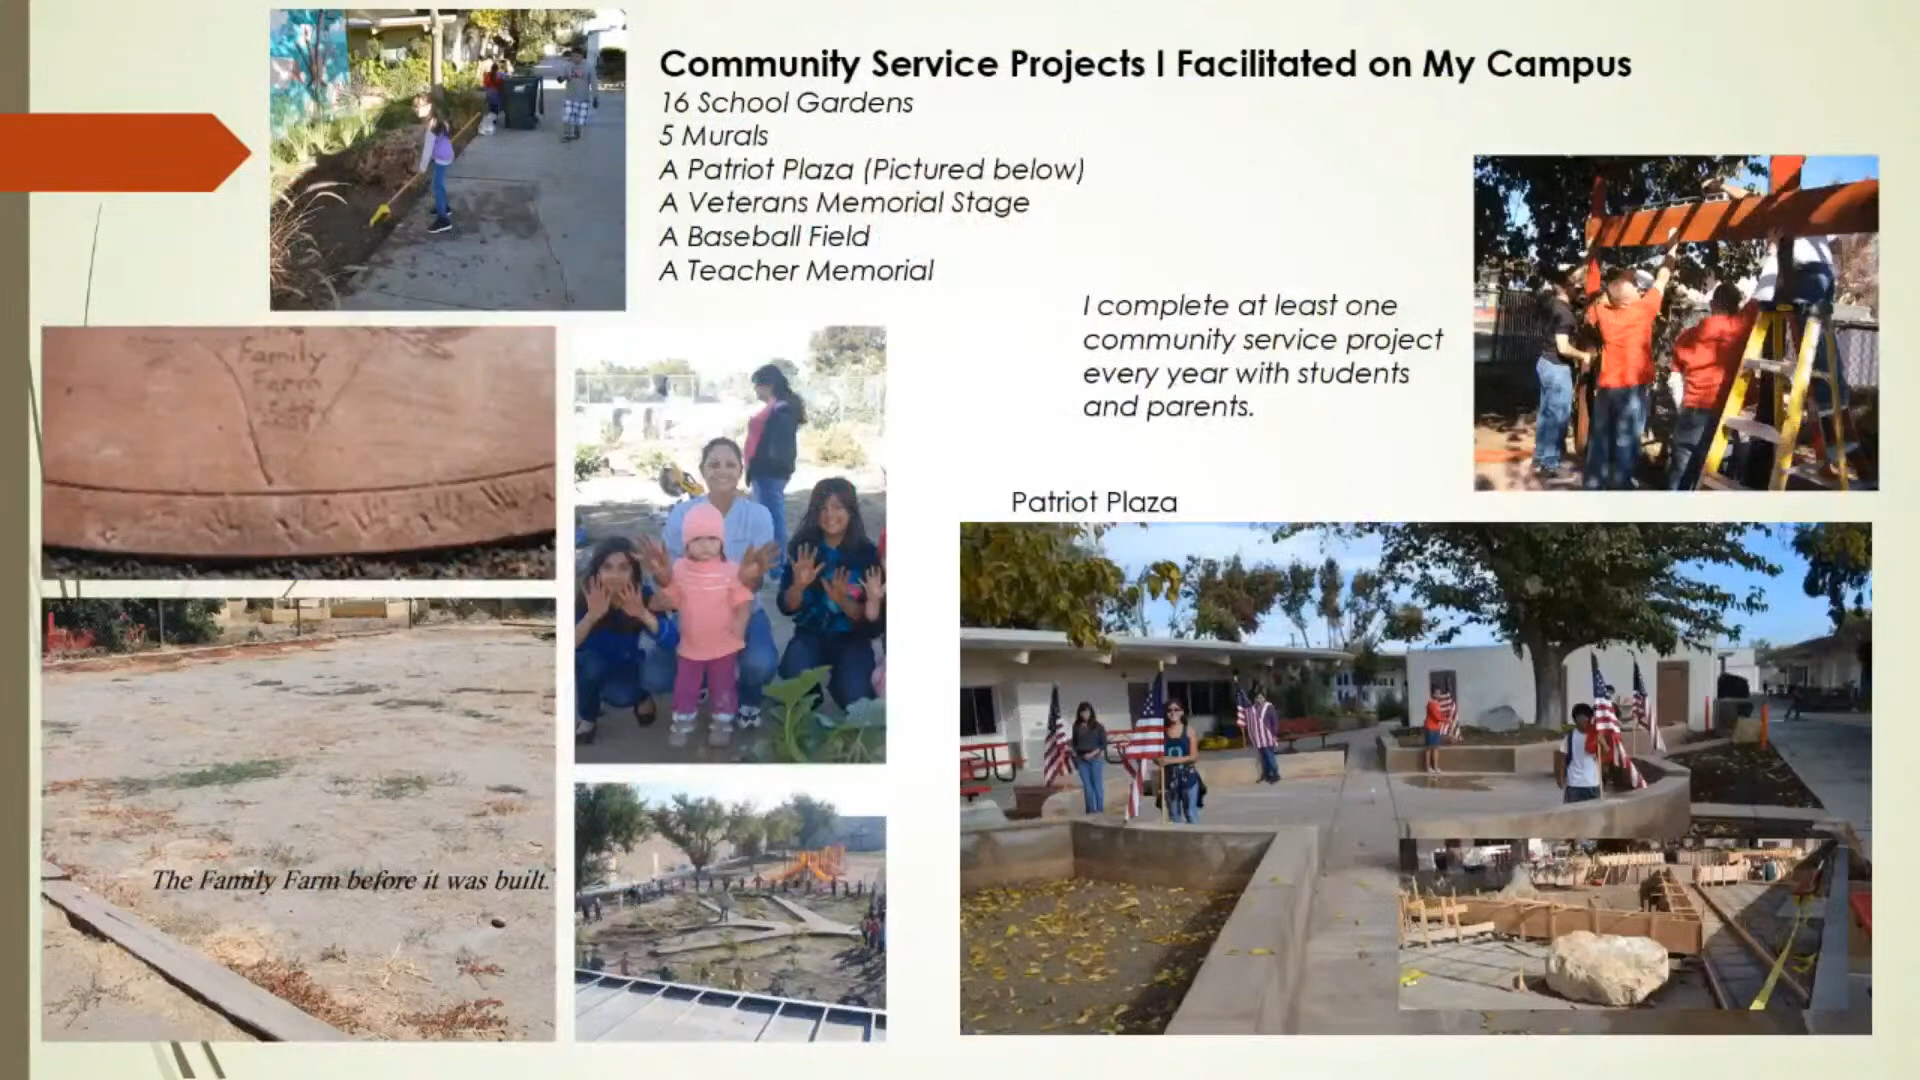 Community Service Projects I Facilitated on My Campus
16 School Gardens
5 Murals
A Patriot Plaza (Pictured below)
A Veterans Memorial Stage
A Baseball Field
A Teacher Memorial
I complete at least one
community service project
every year with students
and parents.
Patriot Plaza
Family
Farm
The Family Farm before it was built.